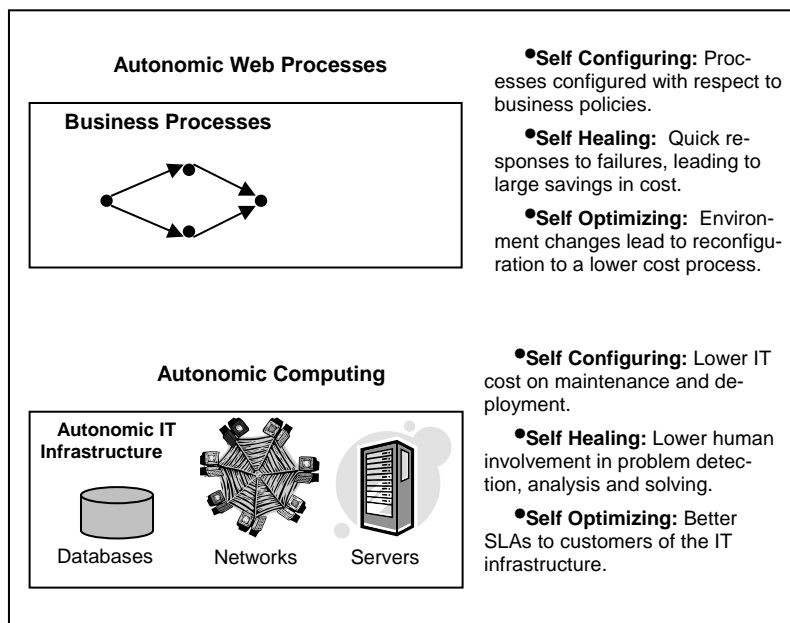 Autonomic Web Processes
Business Processes
•Self Configuring: Proc-
esses configured with respect to
business policies.
•Self Healing: Quick re-
sponses to failures, leading to
large savings in cost.
•Self Optimizing: Environ-
ment changes lead to reconfigu-
ration to a lower cost process.
Autonomic Computing
Autonomic IT
Infrastructure
Databases
Networks
Servers
•Self Configuring: Lower IT
cost on maintenance and de-
ployment.
•Self Healing: Lower human
involvement in problem detec-
tion, analysis and solving.
•Self Optimizing: Better
SLAs to customers of the IT
infrastructure.